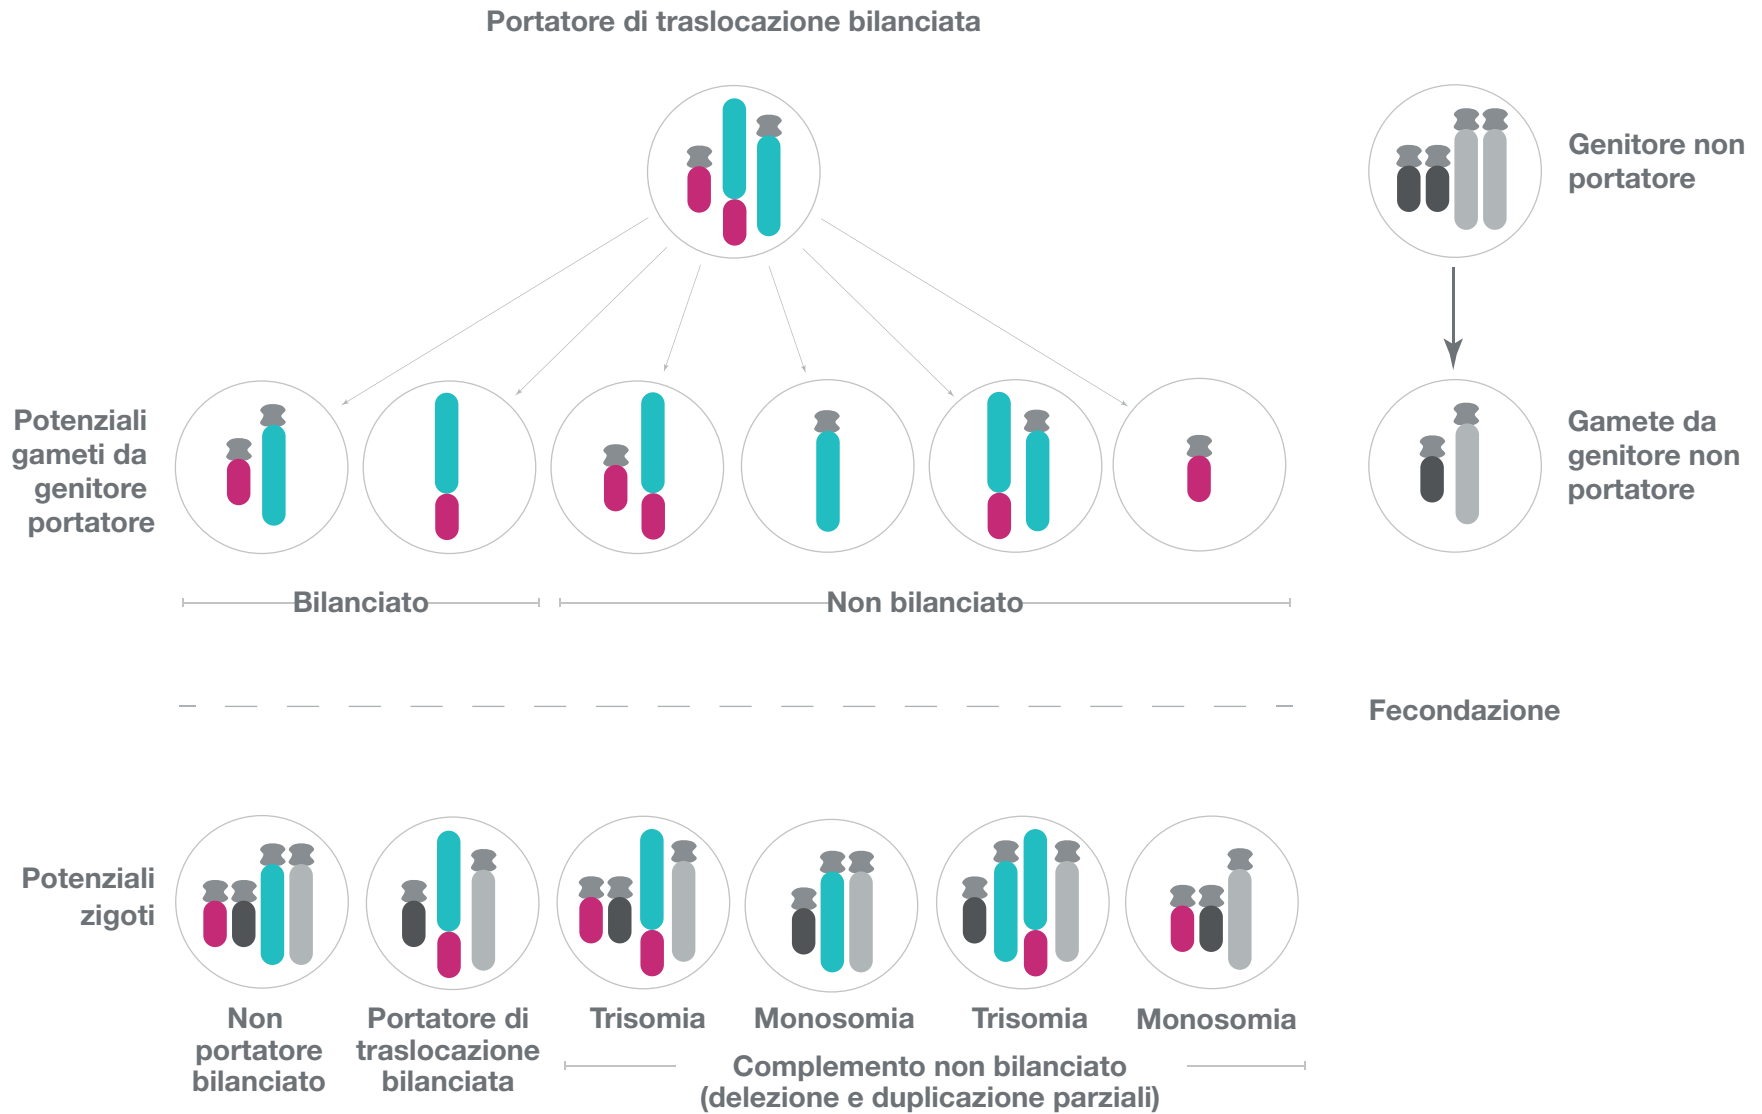 Portatore di traslocazione bilanciata
Genitore non
portatore
Potenziali
gameti da
genitore
portatore
Gamete da
genitore non
portatore
Bilanciato
Non bilanciato
Fecondazione
Potenziali
zigoti
Non
portatore
bilanciato
Portatore di
traslocazione
bilanciata
Trisomia
Monosomia
Trisomia
Monosomia
Complemento non bilanciato
(delezione e duplicazione parziali)